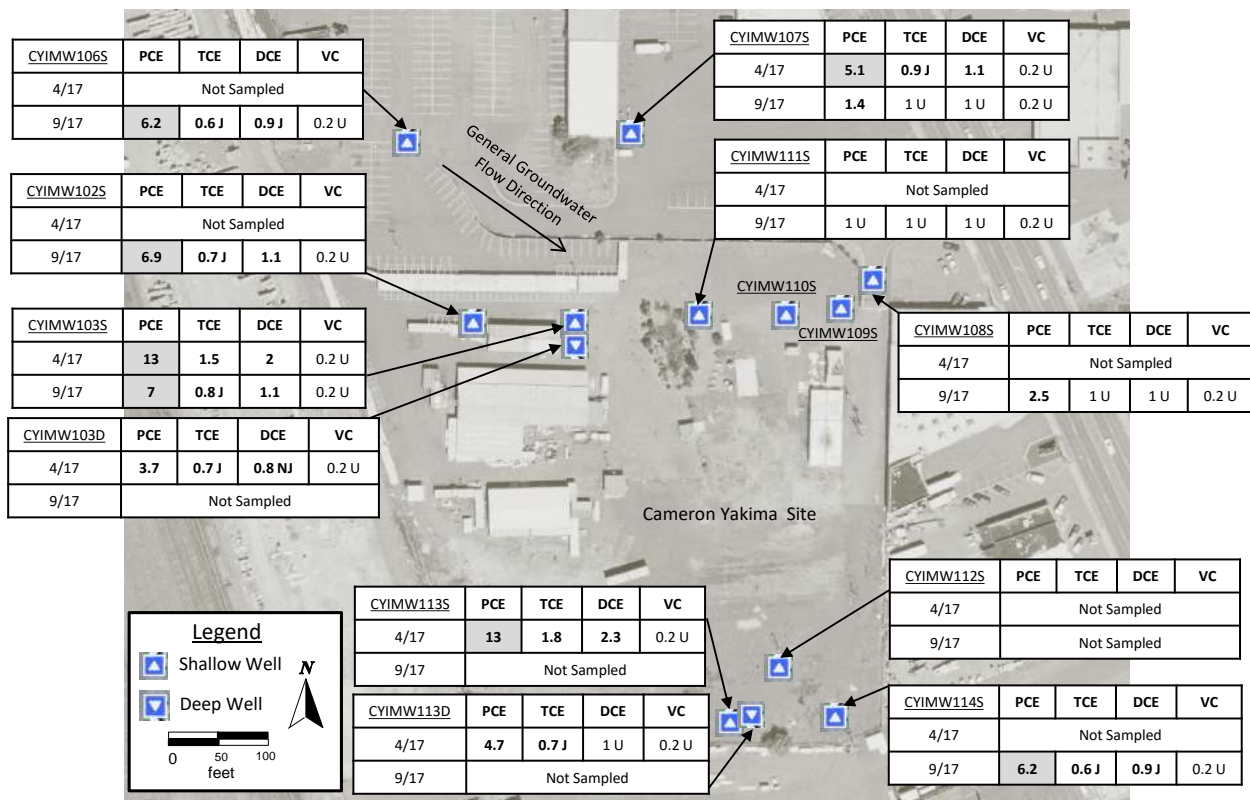 CYIMW106S PCE TCE DCE VC
4/17 Not Sampled
9/17 6.2 0.6 J 0.9 J 0.2 U
CYIMW107S PCE TCE DCE VC
4/17 5.1 0.9 J 1.1 0.2 U
9/17 1.4 1 U 1 U 0.2 U
General Groundwater
Flow Direction
CYIMW111S PCE TCE DCE VC
4/17 Not Sampled
9/17 1 U 1 U 1 U 0.2 U
CYIMW102S PCE TCE DCE VC
4/17 Not Sampled
9/17 6.9 0.7 J 1.1 0.2 U
CYIMW110S
CYIMW109S
CYIMW103S PCE TCE DCE VC
4/17 13 1.5 2 0.2 U
9/17 7 0.8 J 1.1 0.2 U
CYIMW108S PCE TCE DCE VC
4/17 Not Sampled
9/17 2.5 1 U 1 U 0.2 U
CYIMW103D PCE TCE DCE VC
4/17 3.7 0.7 J 0.8 NJ 0.2 U
9/17 Not Sampled
Cameron Yakima Site
CYIMW113S PCE TCE DCE VC
4/17 13 1.8 2.3 0.2 U
9/17 Not Sampled
CYIMW112S PCE TCE DCE VC
4/17 Not Sampled
9/17 Not Sampled
CYIMW113D PCE TCE DCE VC
4/17 4.7 0.7 J 1 U 0.2 U
9/17 Not Sampled
CYIMW114S PCE TCE DCE VC
4/17 Not Sampled
9/17 6.2 0.6 J 0.9 J 0.2 U
Legend
Shallow Well
N
Deep Well
0 50 100
feet